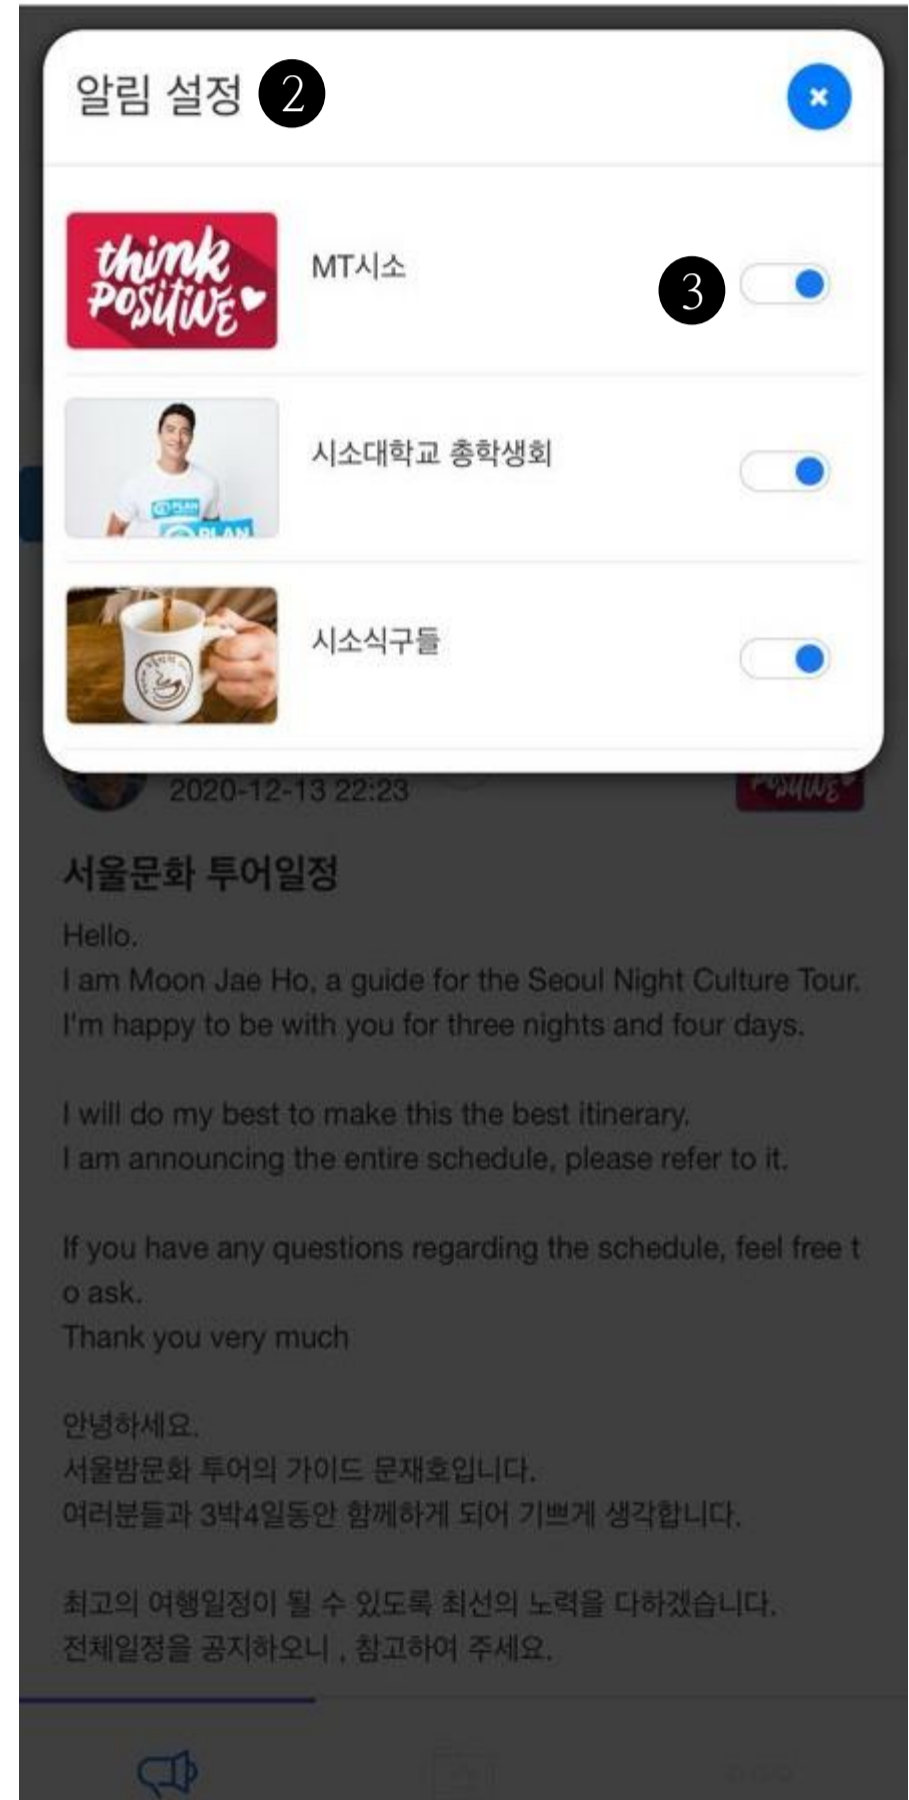 알림 설정 2
think
POSITIVE
MT시소
3
시소대학교 총학생회
PLAN
PLAN
시소식구들
2020-12-13 22:23
POSITIVE
서울문화 투어일정
Hello.
I am Moon Jae Ho, a guide for the Seoul Night Culture Tour.
I'm happy to be with you for three nights and four days.
I will do my best to make this the best itinerary.
I am announcing the entire schedule, please refer to it.
If you have any questions regarding the schedule, feel free t
o ask.
Thank you very much
안녕하세요.
서울밤문화 투어의 가이드 문재호입니다.
여러분들과 3박4일동안 함께하게 되어 기쁘게 생각합니다.
최고의 여행일정이 될 수 있도록 최선의 노력을 다하겠습니다.
전체일정을 공지하오니 , 참고하여 주세요.